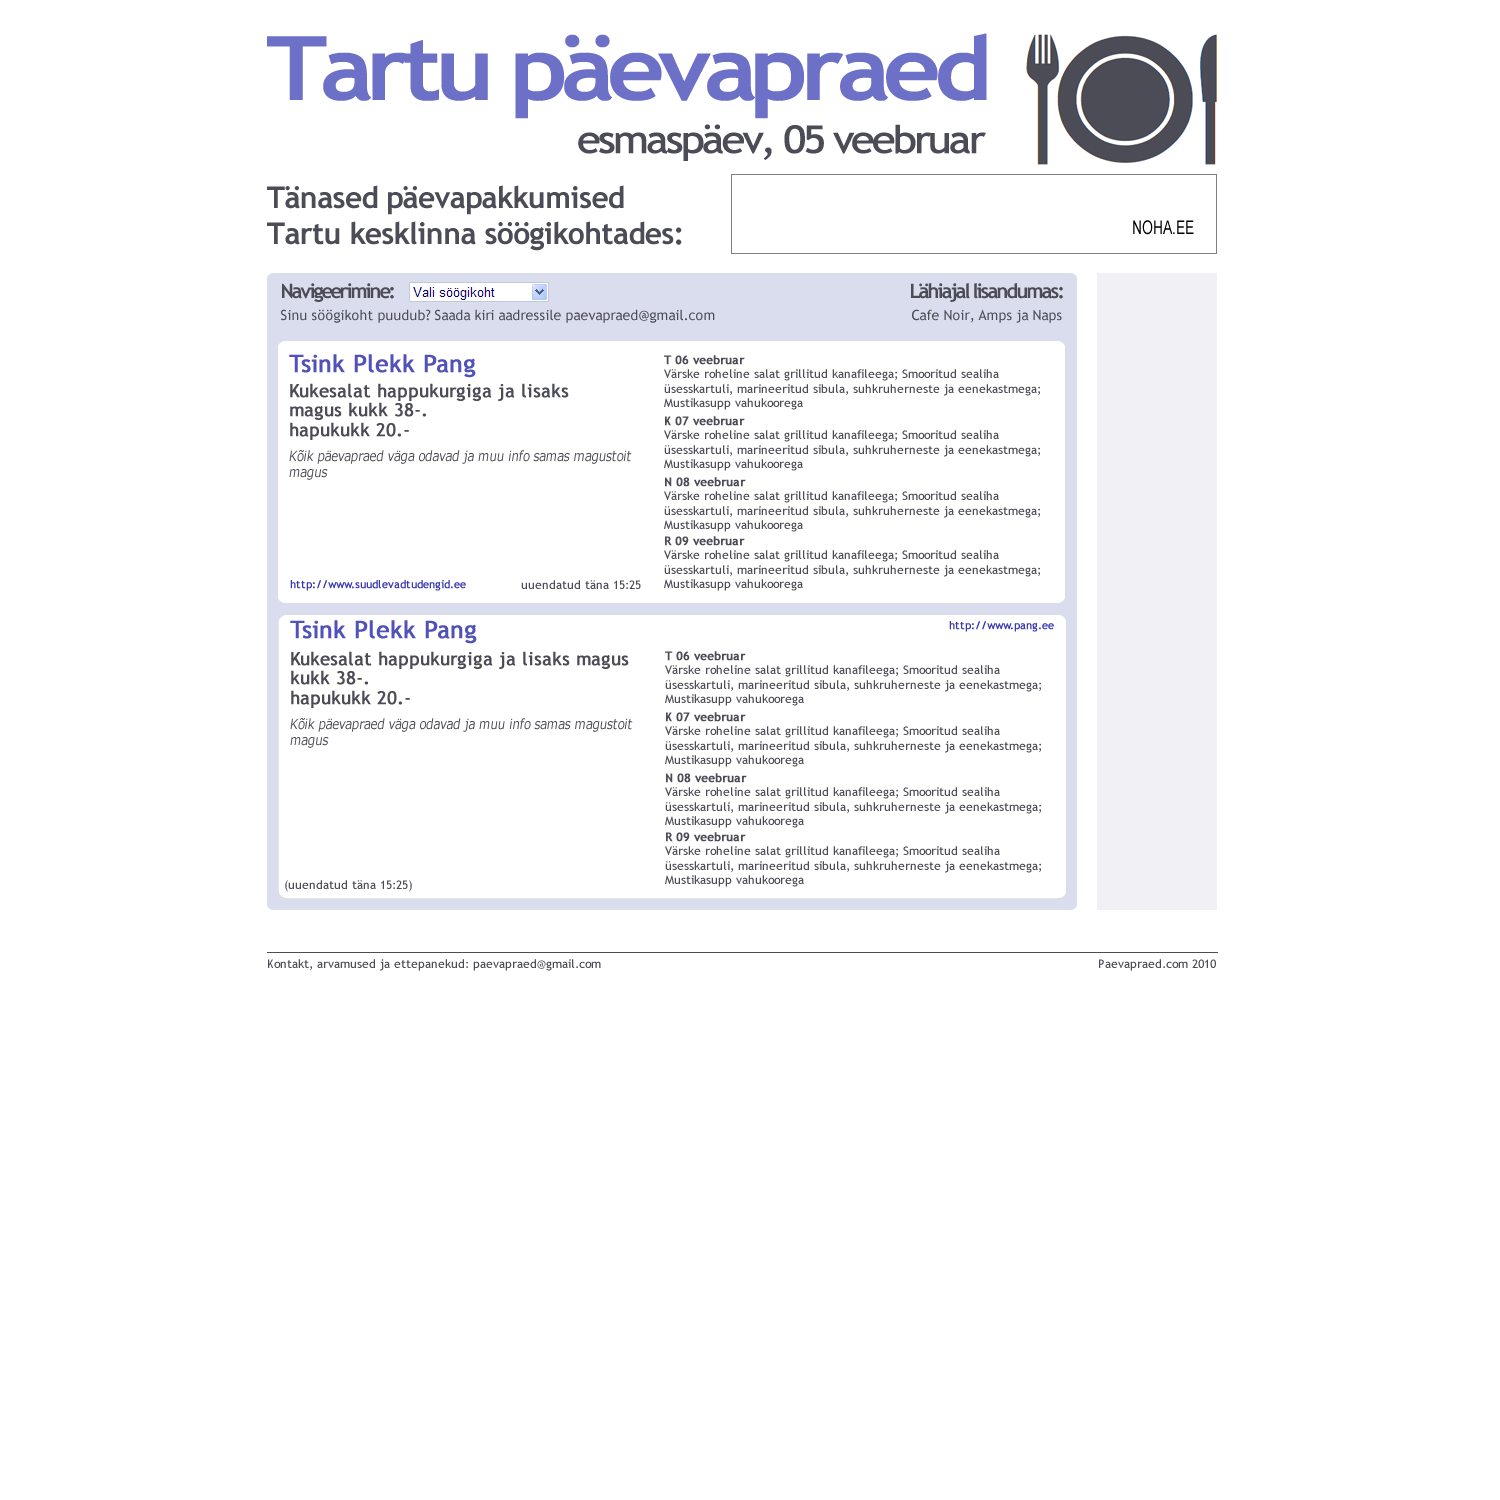 Tartu päevapraed
esmaspäev, 05 veebruar
Tänased päevapakkumised
Tartu kesklinna söögikohtades:
NOHA.EE
Navigeerimine: Vali söögikoht
Lähiajal lisandumas:
Sinu söögikoht puudub? Saada kiri aadressile paevapraed@gmail.com
Cafe Noir, Amps ja Naps
Tsink Plekk Pang
Kukesalat happukurgiga ja lisaks
magus kukk 38-.
hapukukk 20.-
Kõik päevapraed väga odavad ja muu info samas magustoit
magus
http://www.suudlevadtudengid.ee
uuendatud täna 15:25
T 06 veebruar
Värske roheline salat grillitud kanafileega; Smooritud sealiha
üsesskartuli, marineeritud sibula, suhkruherneste ja eenekastmega;
Mustikasupp vahukoorega
K 07 veebruar
Värske roheline salat grillitud kanafileega; Smooritud sealiha
üsesskartuli, marineeritud sibula, suhkruherneste ja eenekastmega;
Mustikasupp vahukoorega
N 08 veebruar
Värske roheline salat grillitud kanafileega; Smooritud sealiha
üsesskartuli, marineeritud sibula, suhkruherneste ja eenekastmega;
Mustikasupp vahukoorega
R 09 veebruar
Värske roheline salat grillitud kanafileega; Smooritud sealiha
üsesskartuli, marineeritud sibula, suhkruherneste ja eenekastmega;
Mustikasupp vahukoorega
Tsink Plekk Pang
http://www.pang.ee
Kukesalat happukurgiga ja lisaks magus
kukk 38-.
hapukukk 20.-
Kõik päevapraed väga odavad ja muu info samas magustoit
magus
(uuendatud täna 15:25)
T 06 veebruar
Värske roheline salat grillitud kanafileega; Smooritud sealiha
üsesskartuli, marineeritud sibula, suhkruherneste ja eenekastmega;
Mustikasupp vahukoorega
K 07 veebruar
Värske roheline salat grillitud kanafileega; Smooritud sealiha
üsesskartuli, marineeritud sibula, suhkruherneste ja eenekastmega;
Mustikasupp vahukoorega
N 08 veebruar
Värske roheline salat grillitud kanafileega; Smooritud sealiha
üsesskartuli, marineeritud sibula, suhkruherneste ja eenekastmega;
Mustikasupp vahukoorega
R 09 veebruar
Värske roheline salat grillitud kanafileega; Smooritud sealiha
üsesskartuli, marineeritud sibula, suhkruherneste ja eenekastmega;
Mustikasupp vahukoorega
Kontakt, arvamused ja ettepanekud: paevapraed@gmail.com
Paevapraed.com 2010